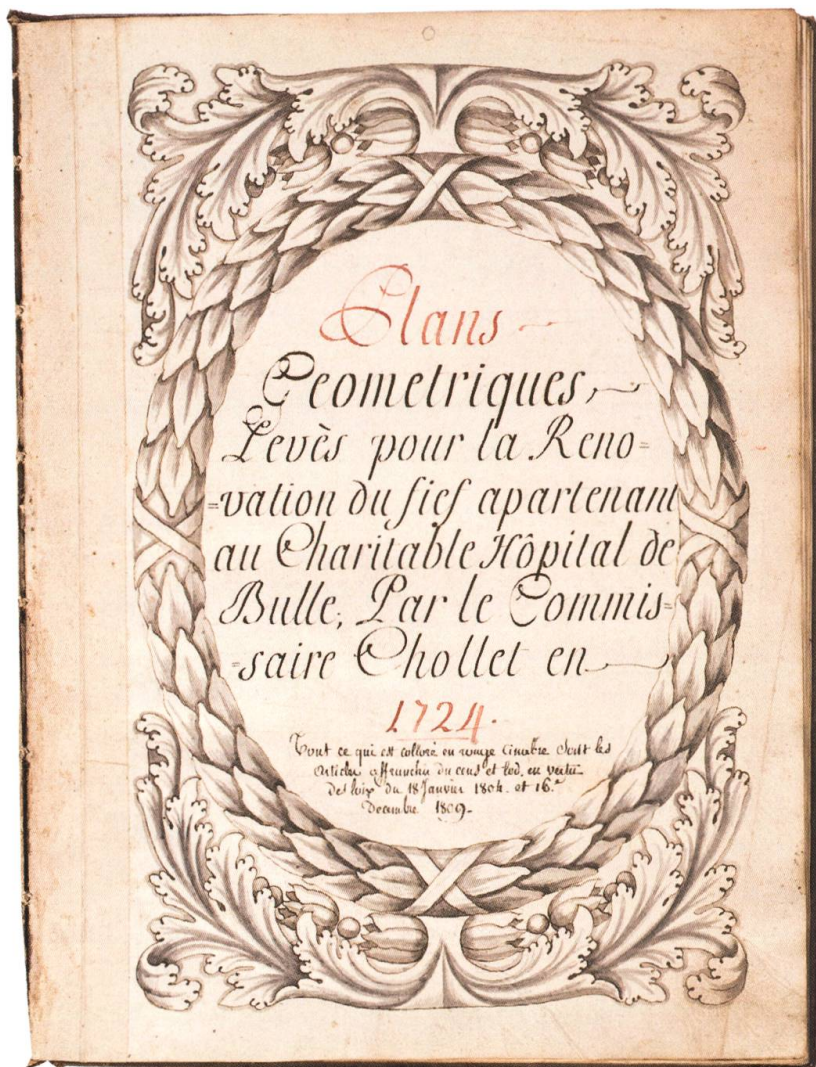 Plans
Geometriques,
Levès pour la Reno=
=vation du fief apartenant
au Charitable Hôpital de
Bulle, Par le Commis=
=saire Chollet en
1724.
Tout ce qui est colloré en rouge Cinabre sont les
articles affranchis du cens et lod, en vertu
des loix du 18 Janvier 1804. et 16.e
Decembre 1809.